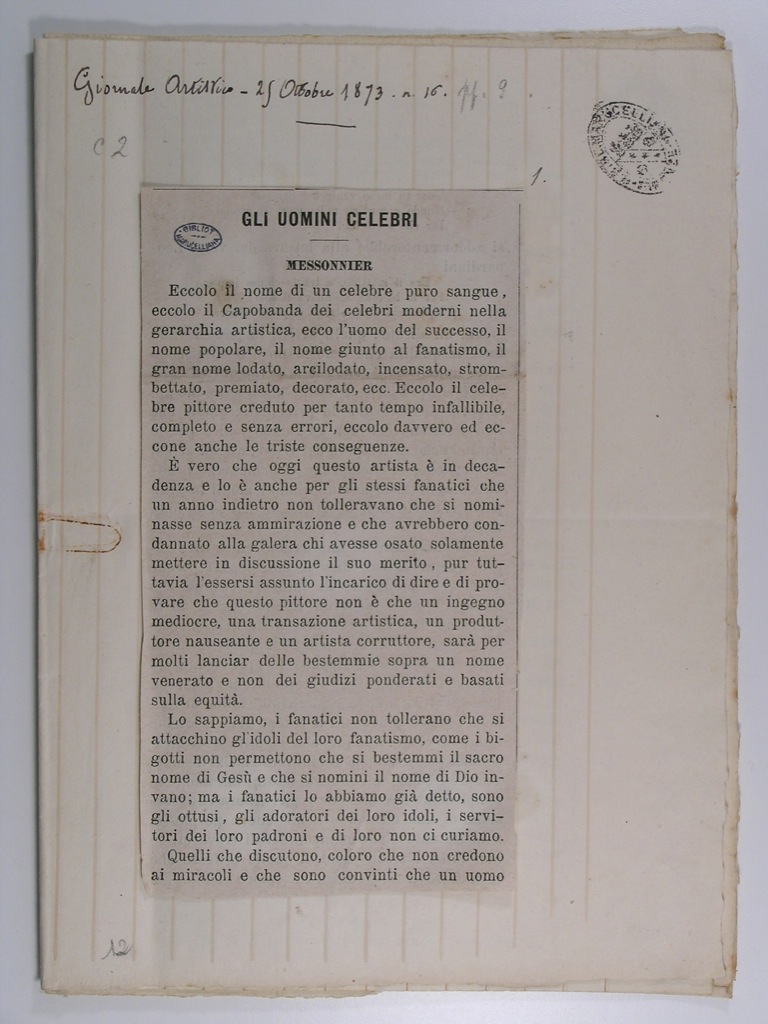 Giornale Artistico - 25 Ottobre 1873. n. 16.
c 2
1.
BIBLIOT
MARUCELLIANA
GLI UOMINI CELEBRI
MESSONNIER
Eccolo il nome di un celebre puro sangue,
eccolo il Capobanda dei celebri moderni nella
gerarchia artistica, ecco l'uomo del successo, il
nome popolare, il nome giunto al fanatismo, il
gran nome lodato, arcilodato, incensato, strom-
bettato, premiato, decorato, ecc. Eccolo il cele-
bre pittore creduto per tanto tempo infallibile,
completo e senza errori, eccolo davvero ed ec-
cone anche le triste conseguenze.
È vero che oggi questo artista è in deca-
denza e lo è anche per gli stessi fanatici che
un anno indietro non tolleravano che si nomi-
nasse senza ammirazione e che avrebbero con-
dannato alla galera chi avesse osato solamente
mettere in discussione il suo merito, pur tut-
tavia l'essersi assunto l'incarico di dire e di pro-
vare che questo pittore non è che un ingegno
mediocre, una transazione artistica, un produt-
tore nauseante e un artista corruttore, sarà per
molti lanciar delle bestemmie sopra un nome
venerato e non dei giudizi ponderati e basati
sulla equità.
Lo sappiamo, i fanatici non tollerano che si
attacchino gl'idoli del loro fanatismo, come i bi-
gotti non permettono che si bestemmi il sacro
nome di Gesù e che si nomini il nome di Dio in-
vano; ma i fanatici lo abbiamo già detto, sono
gli ottusi, gli adoratori dei loro idoli, i servi-
tori dei loro padroni e di loro non ci curiamo.
Quelli che discutono, coloro che non credono
ai miracoli e che sono convinti che un uomo
12